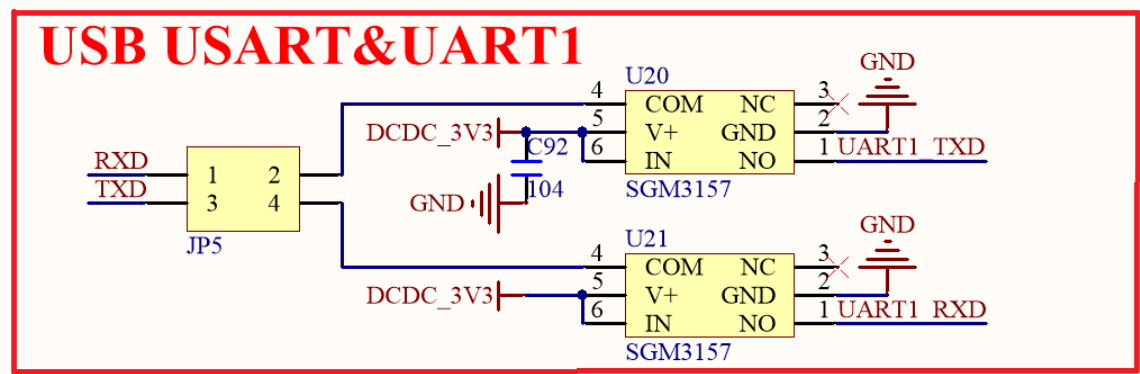 USB USART&UART1
RXD
TXD
1 2
3 4
JP5
DCDC_3V3
C92
104
GND
U20
4 COM NC 3
5 V+ GND 2
6 IN NO 1
SGM3157
GND
UART1_TXD
DCDC_3V3
U21
4 COM NC 3
5 V+ GND 2
6 IN NO 1
SGM3157
GND
UART1_RXD